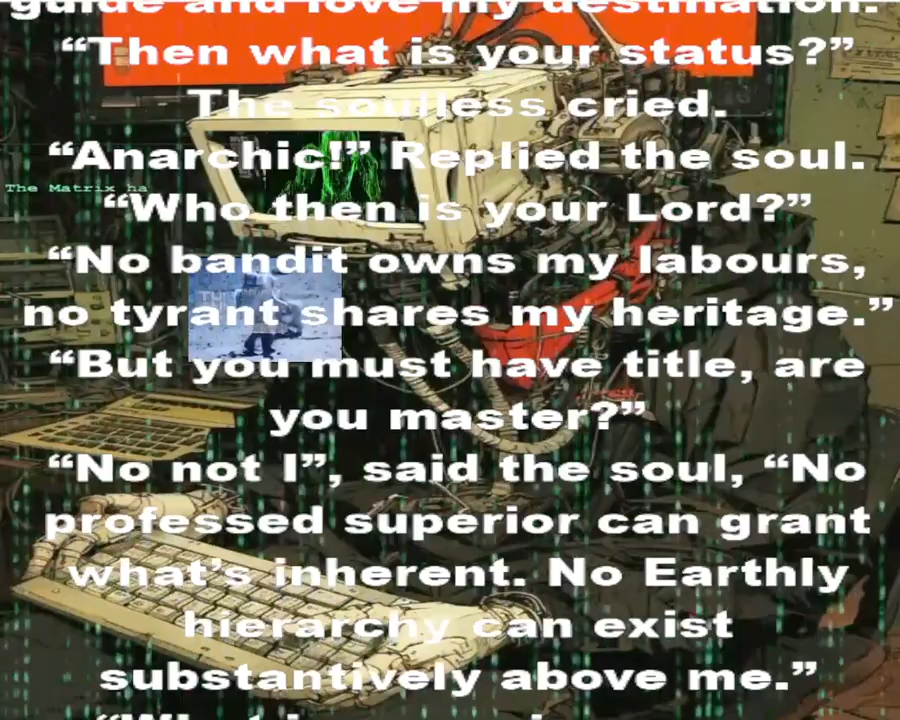 guide and love my destination.
“Then what is your status?”
The soulless cried.
“Anarchic!” Replied the soul.
The Matrix ha
“Who then is your Lord?”
“No bandit owns my labours,
no tyrant shares my heritage.”
“But you must have title, are
you master?”
“No not I”, said the soul, “No
professed superior can grant
what’s inherent. No Earthly
hierarchy can exist
substantively above me.”